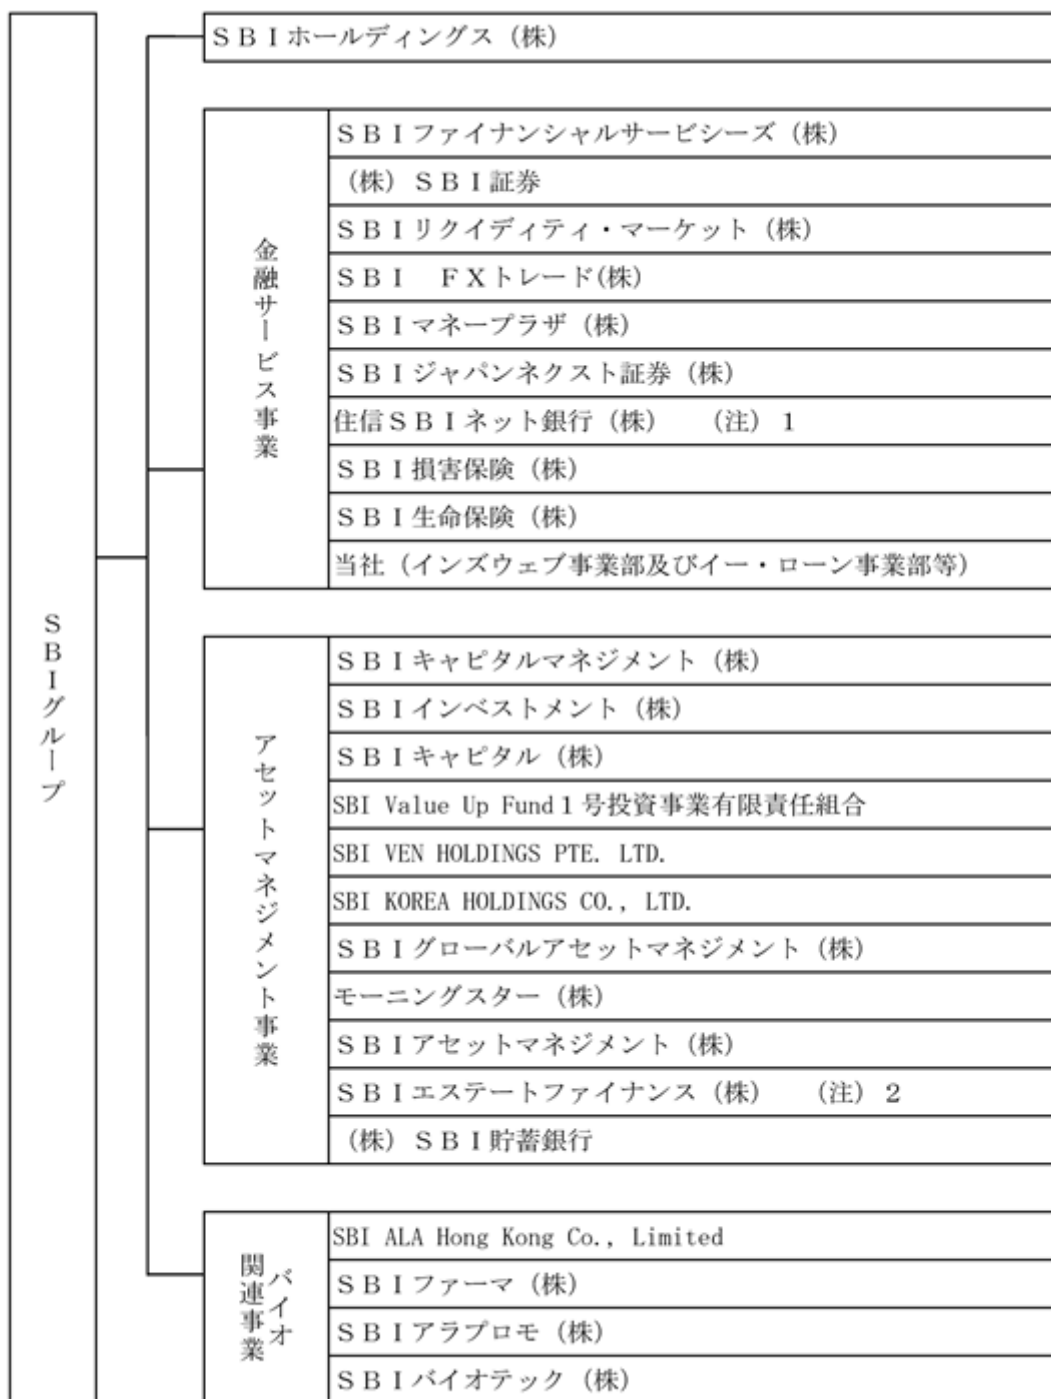 SBIグループ
ＳＢＩホールディングス（株）
金融サービス事業
ＳＢＩファイナンシャルサービシーズ（株）
（株）ＳＢＩ証券
ＳＢＩリクイディティ・マーケット（株）
ＳＢＩ　ＦＸトレード(株)
ＳＢＩマネープラザ（株）
ＳＢＩジャパンネクスト証券（株）
住信ＳＢＩネット銀行（株）　（注）１
ＳＢＩ損害保険（株）
ＳＢＩ生命保険（株）
当社（インズウェブ事業部及びイー・ローン事業部等）
アセットマネジメント事業
ＳＢＩキャピタルマネジメント（株）
ＳＢＩインベストメント（株）
ＳＢＩキャピタル（株）
SBI Value Up Fund１号投資事業有限責任組合
SBI VEN HOLDINGS PTE. LTD.
SBI KOREA HOLDINGS CO., LTD.
ＳＢＩグローバルアセットマネジメント（株）
モーニングスター（株）
ＳＢＩアセットマネジメント（株）
ＳＢＩエステートファイナンス（株）　（注）２
（株）ＳＢＩ貯蓄銀行
バイオ
関連事業
SBI ALA Hong Kong Co., Limited
ＳＢＩファーマ（株）
ＳＢＩアラプロモ（株）
ＳＢＩバイオテック（株）